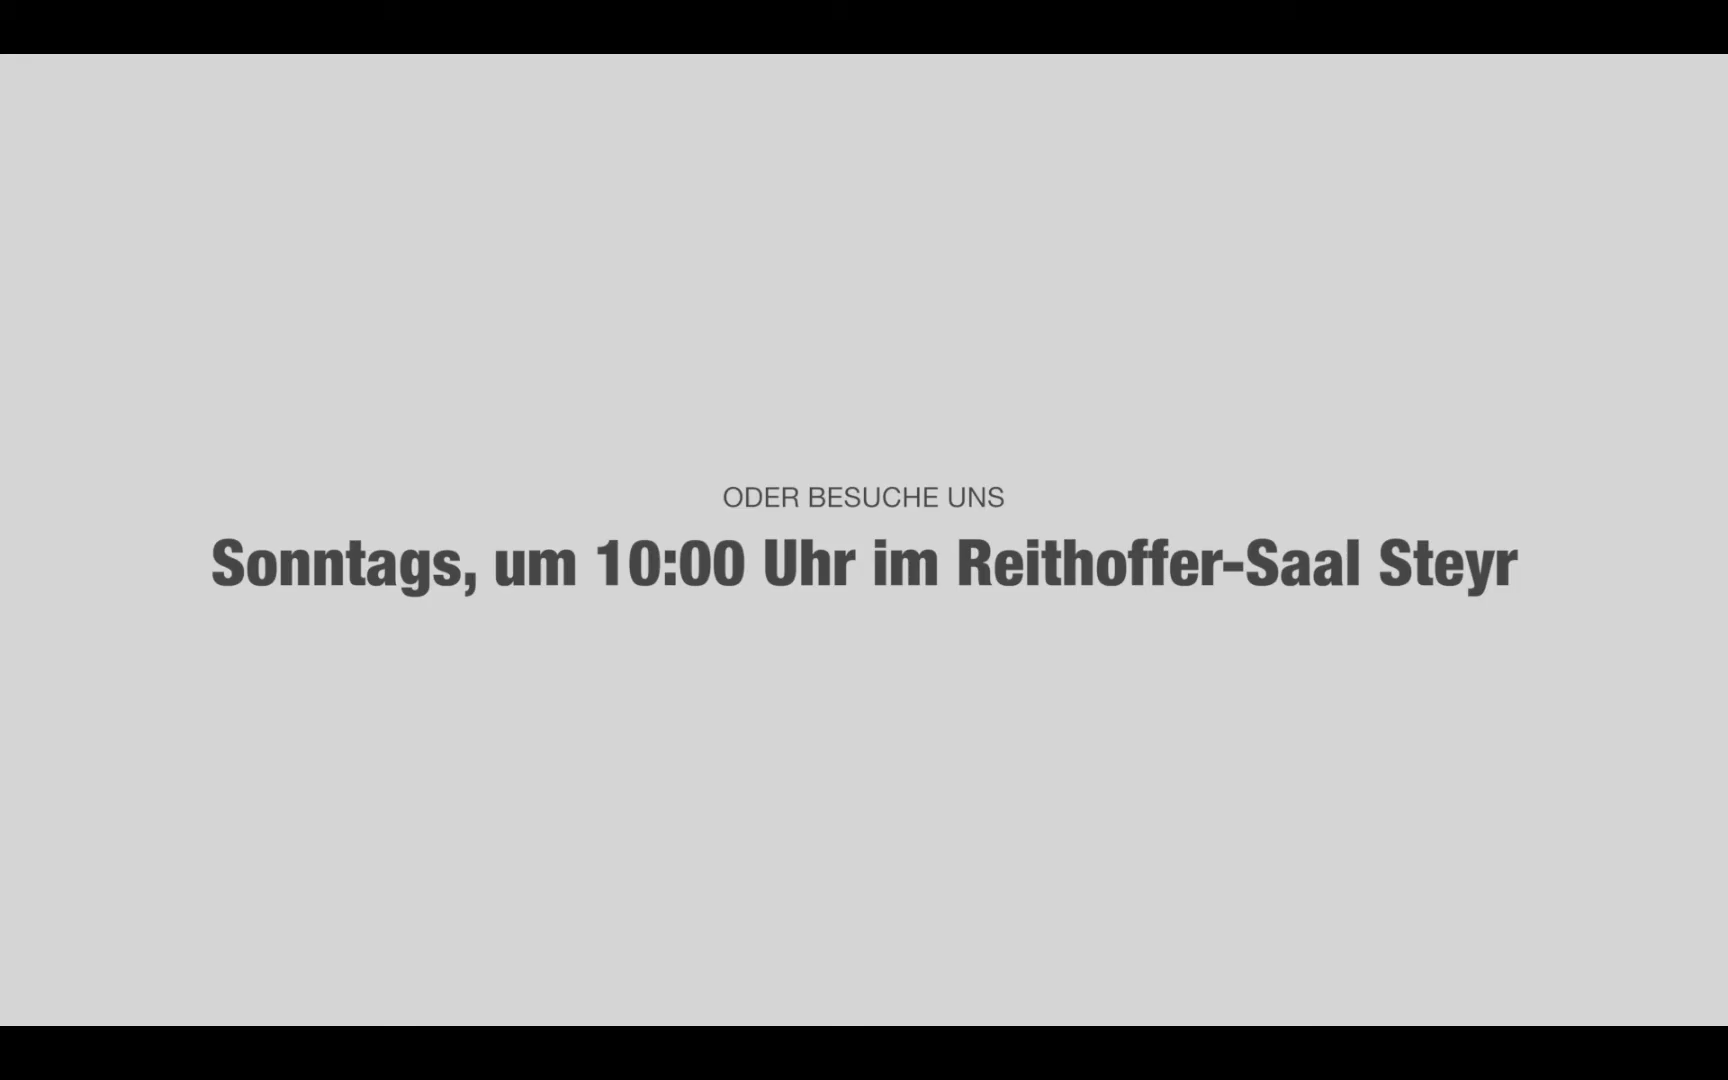 ODER BESUCHE UNS
Sonntags, um 10:00 Uhr im Reithoffer-Saal Steyr